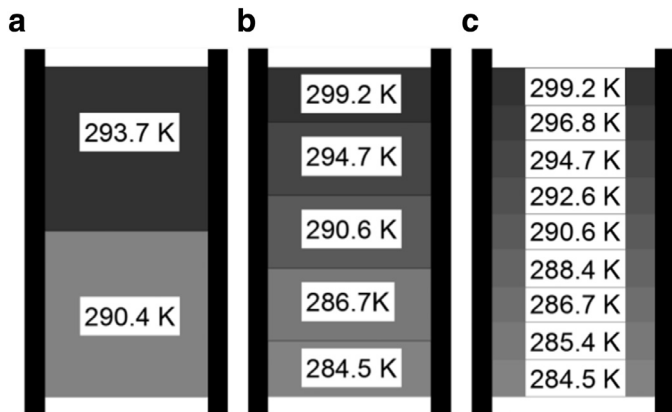 a
293.7 K
290.4 K
b
299.2 K
294.7 K
290.6 K
286.7K
284.5 K
c
299.2 K
296.8 K
294.7 K
292.6 K
290.6 K
288.4 K
286.7 K
285.4 K
284.5 K